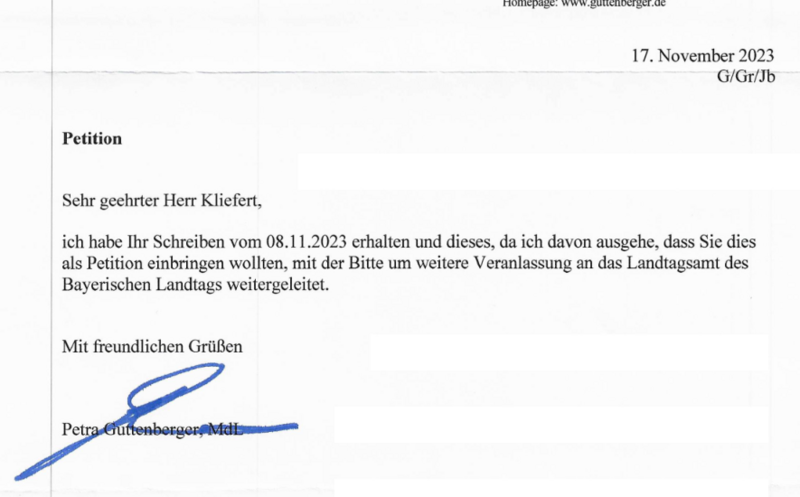 Homepage: www.guttenberger.de
17. November 2023
G/Gr/Jb
Petition
Sehr geehrter Herr Kliefert,
ich habe Ihr Schreiben vom 08.11.2023 erhalten und dieses, da ich davon ausgehe, dass Sie dies
als Petition einbringen wollten, mit der Bitte um weitere Veranlassung an das Landtagsamt des
Bayerischen Landtags weitergeleitet.
Mit freundlichen Grüßen
Petra Guttenberger, MdL